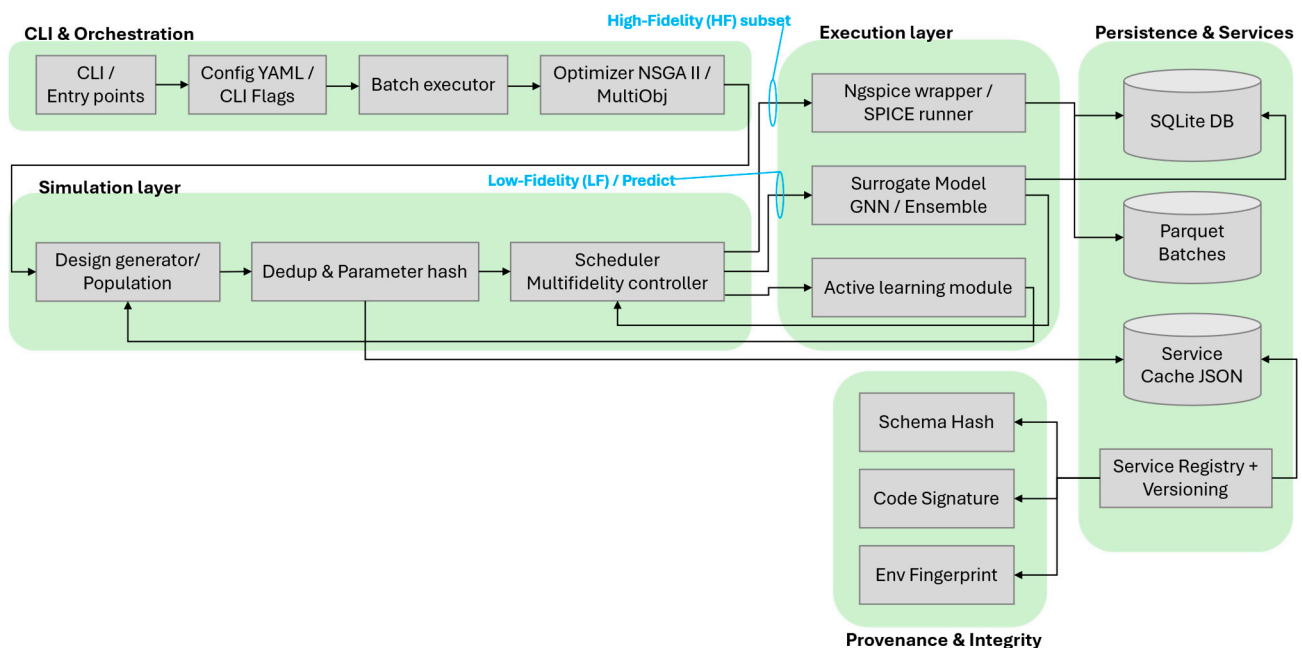 High-Fidelity (HF) subset
CLI & Orchestration
CLI /
Entry points
Config YAML /
CLI Flags
Batch executor
Optimizer NSGA II /
MultiObj
Execution layer
Ngspice wrapper /
SPICE runner
Persistence & Services
SQLite DB
Simulation layer
Low-Fidelity (LF) / Predict
Surrogate Model
GNN / Ensemble
Parquet
Batches
Design generator/
Population
Dedup & Parameter hash
Scheduler
Multifidelity controller
Active learning module
Service
Cache JSON
Schema Hash
Service Registry +
Versioning
Code Signature
Env Fingerprint
Provenance & Integrity